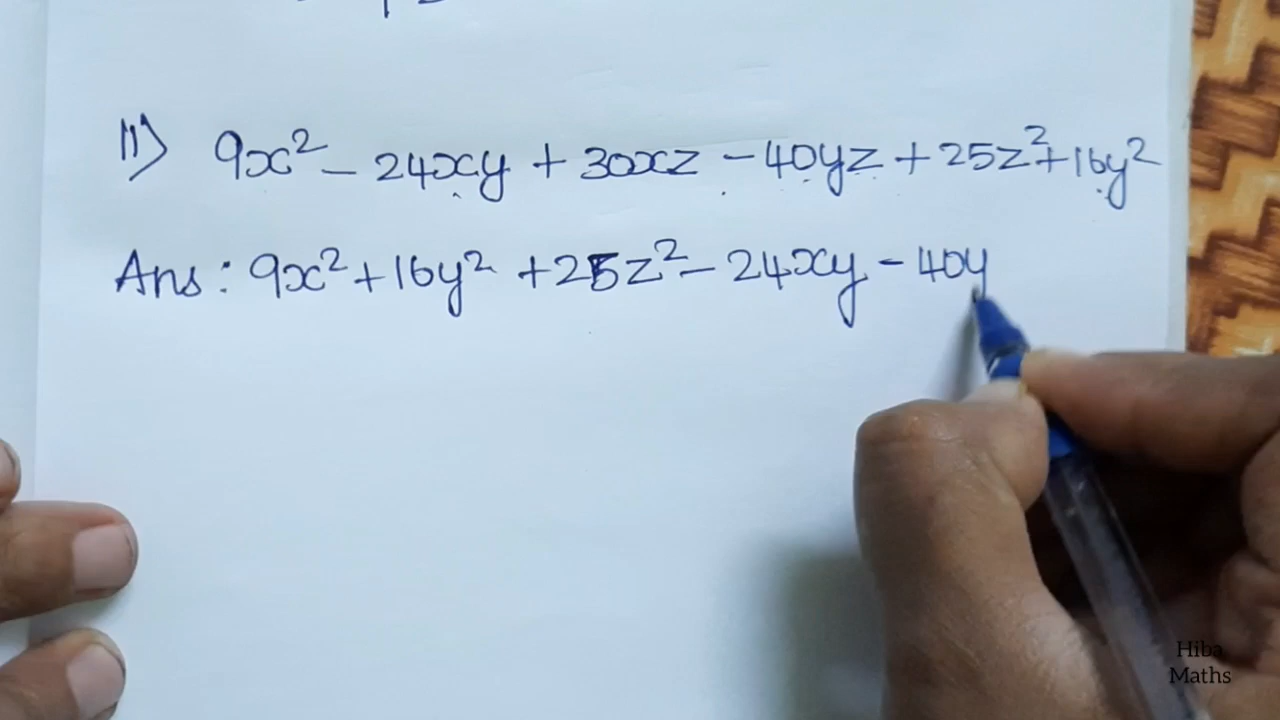 11) 9x² - 24xy + 30xz - 40yz + 25z² + 16y²
Ans: 9x² + 16y² + 25z² - 24xy - 40y
Hiba
Maths